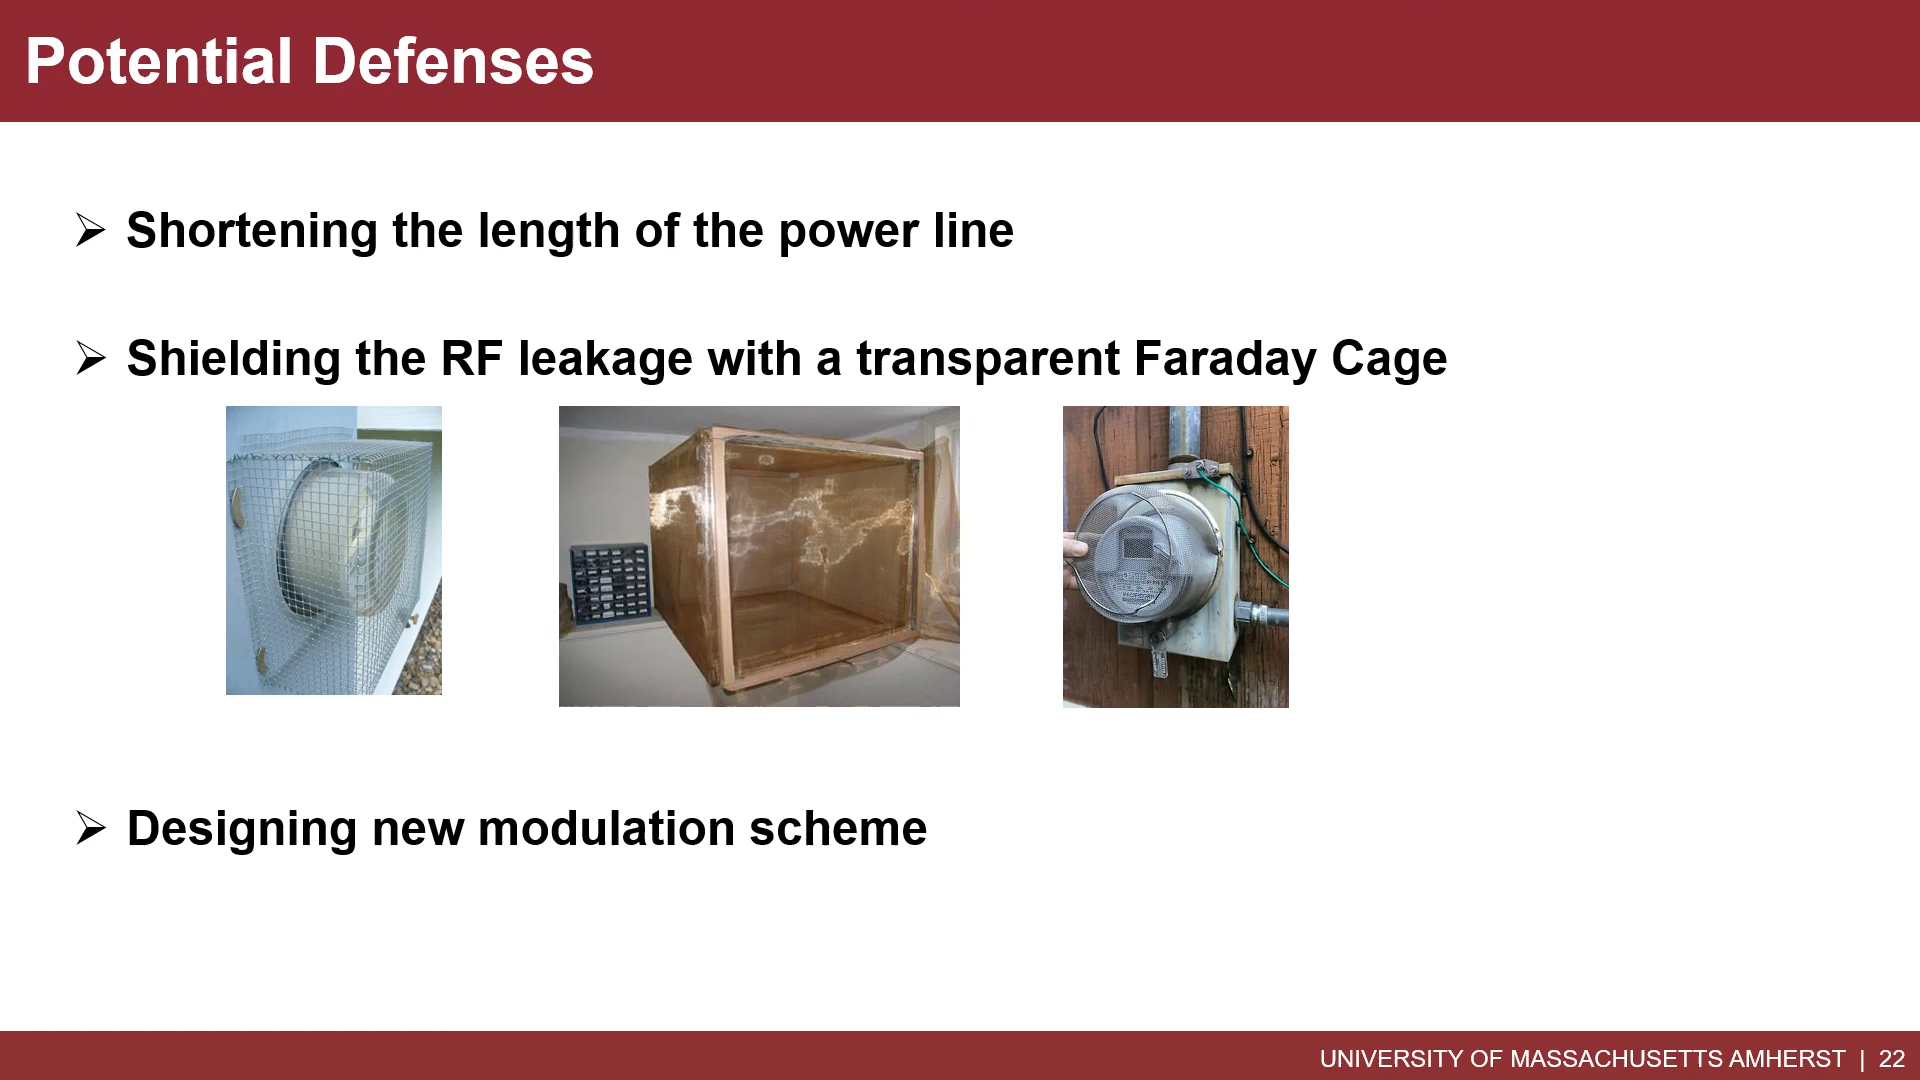 Potential Defenses
➢ Shortening the length of the power line
➢ Shielding the RF leakage with a transparent Faraday Cage
➢ Designing new modulation scheme
UNIVERSITY OF MASSACHUSETTS AMHERST | 22